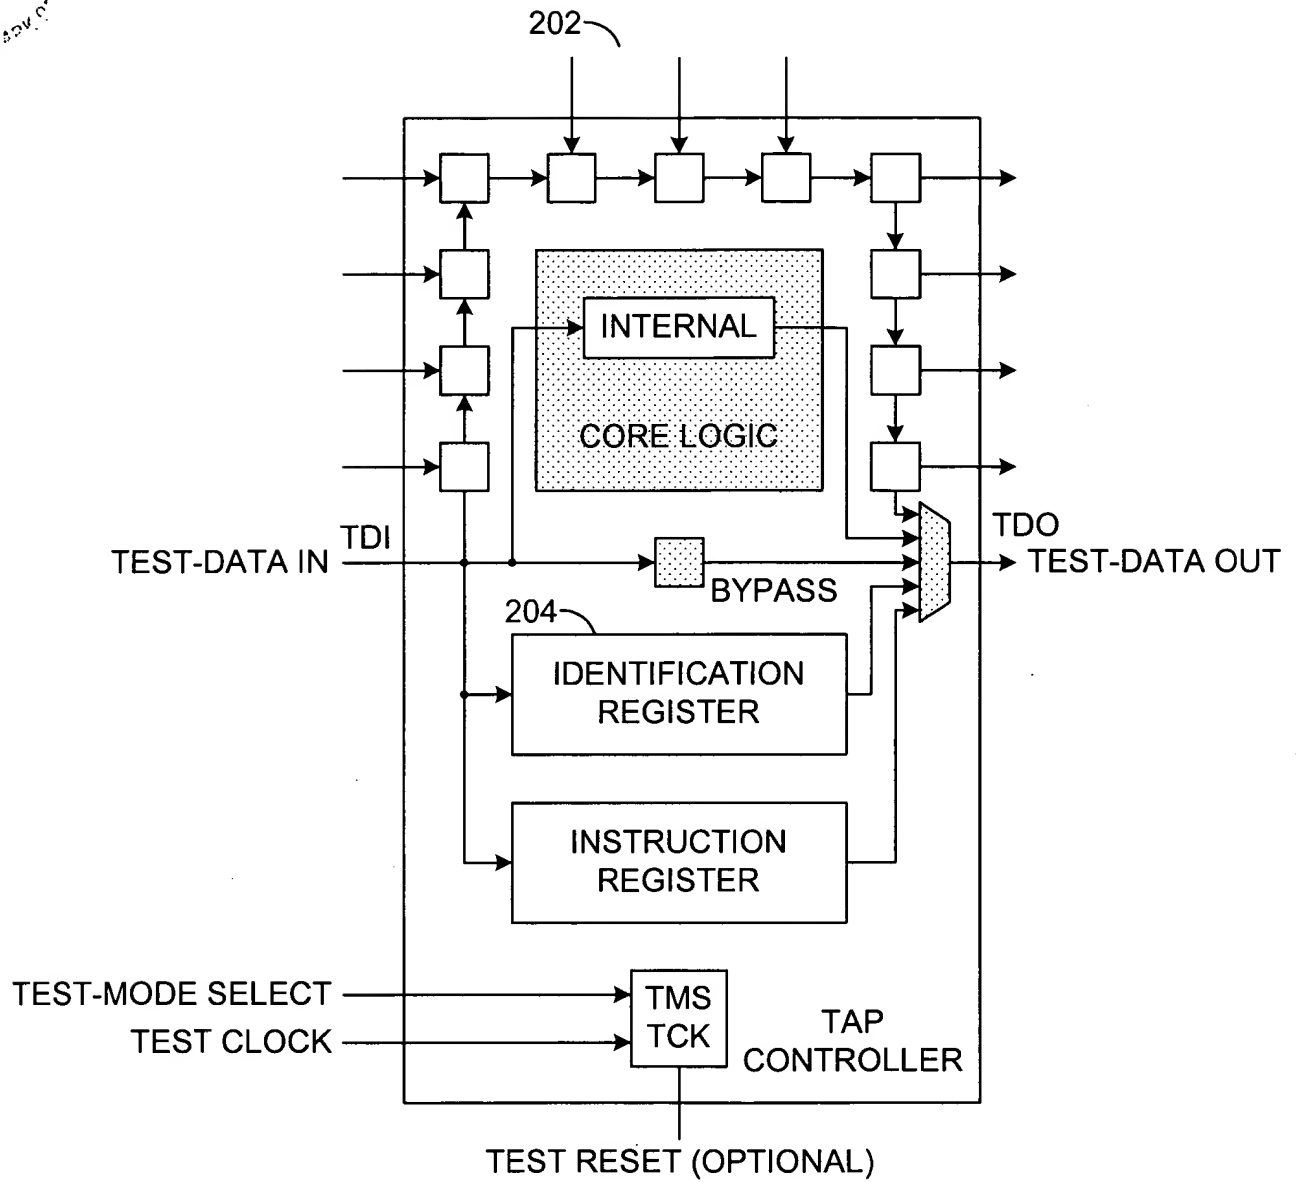 202
INTERNAL
CORE LOGIC
TDI
TEST-DATA IN
TDO
TEST-DATA OUT
BYPASS
204
IDENTIFICATION
REGISTER
INSTRUCTION
REGISTER
TEST-MODE SELECT
TEST CLOCK
TMS
TCK
TAP
CONTROLLER
TEST RESET (OPTIONAL)